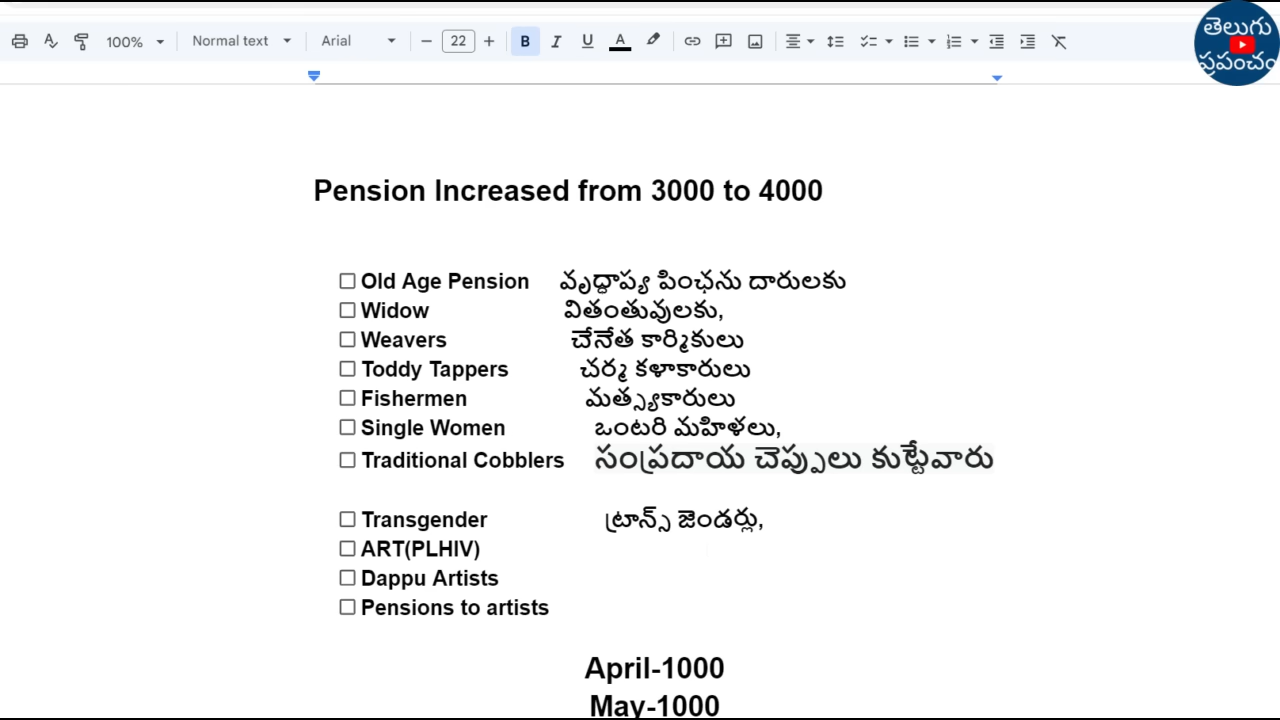 100% Normal text Arial 22 B I U A
తెలుగు
ప్రపంచం
Pension Increased from 3000 to 4000
Old Age Pension వృద్ధాప్య పింఛను దారులకు
Widow వితంతువులకు,
Weavers చేనేత కార్మికులు
Toddy Tappers చర్మ కళాకారులు
Fishermen మత్స్యకారులు
Single Women ఒంటరి మహిళలు,
Traditional Cobblers సంప్రదాయ చెప్పులు కుట్టేవారు
Transgender ట్రాన్స్ జెండర్లు,
ART(PLHIV)
Dappu Artists
Pensions to artists
April-1000
May-1000